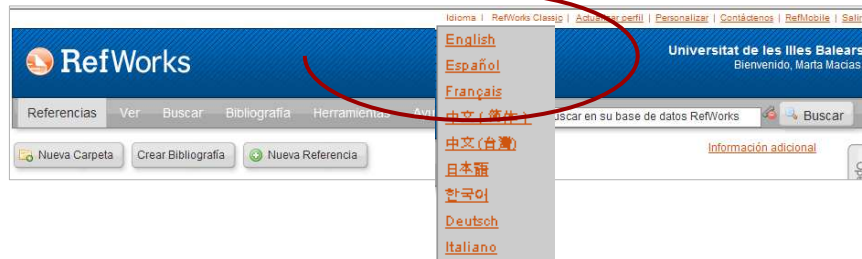 Idioma | RefWorks Classic | Actualizar perfil | Personalizar | Contáctenos | RefMobile | Salir
RefWorks
Universitat de les Illes Balears
Bienvenido, Marta Macias
English
Español
Français
中文(简作)
中文(台灣)
日本語
한국어
Deutsch
Italiano
Referencias Ver Buscar Bibliografía Herramientas
uscar en su base de datos RefWorks Buscar
Nueva Carpeta Crear Bibliografía Nueva Referencia
Información adicional